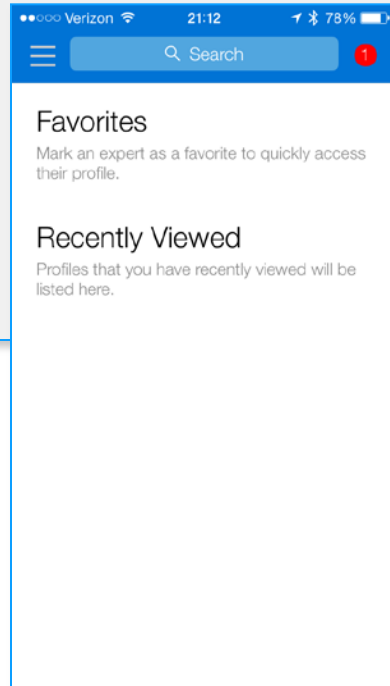 Verizon 21:12 78%
Search 1
Favorites
Mark an expert as a favorite to quickly access
their profile.
Recently Viewed
Profiles that you have recently viewed will be
listed here.